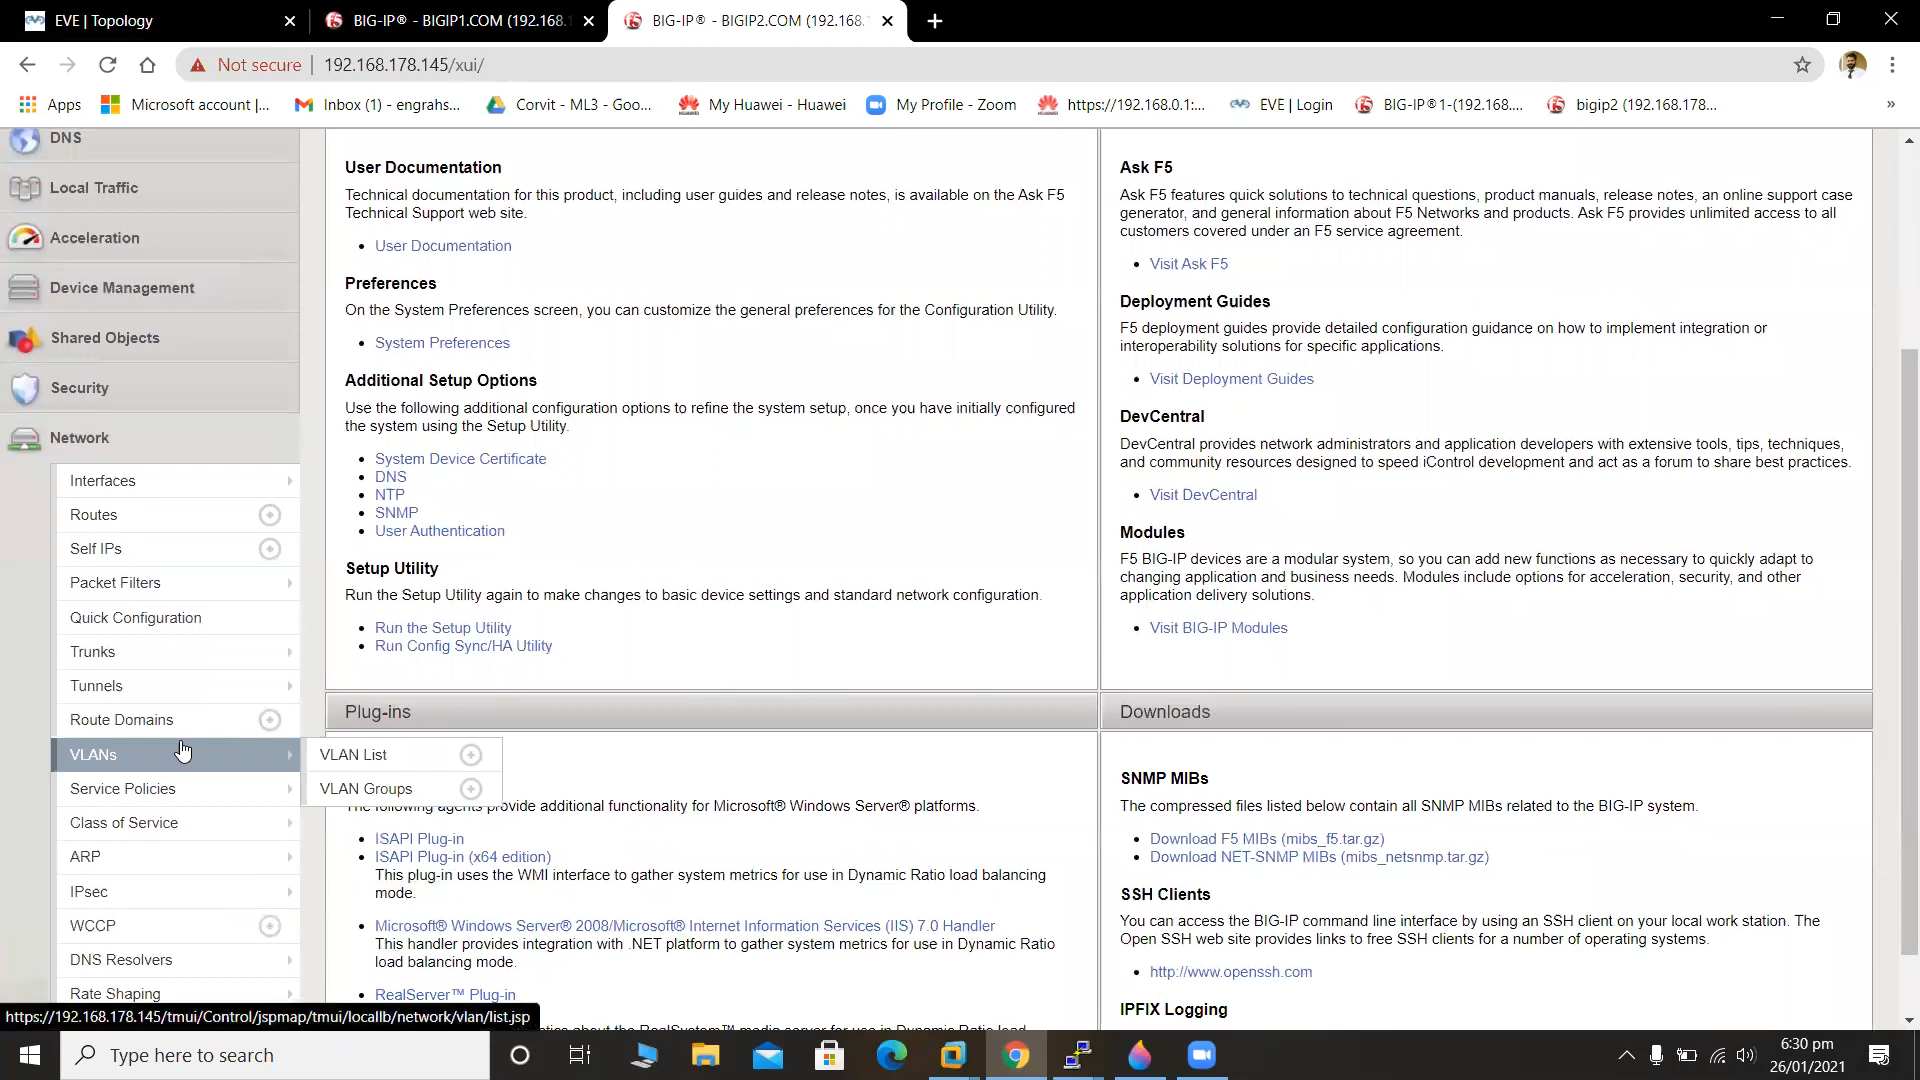 EVE | Topology
BIG-IP® - BIGIP1.COM (192.168.
BIG-IP® - BIGIP2.COM (192.168.
Not secure
192.168.178.145/xui/
Apps
Microsoft account |...
Inbox (1) - engrahs...
Corvit - ML3 - Goo...
My Huawei - Huawei
My Profile - Zoom
https://192.168.0.1:...
EVE | Login
BIG-IP®1-(192.168....
bigip2 (192.168.178...
»
DNS
Local Traffic
Acceleration
Device Management
Shared Objects
Security
Network
Interfaces
Routes
Self IPs
Packet Filters
Quick Configuration
Trunks
Tunnels
Route Domains
VLANs
Service Policies
Class of Service
ARP
IPsec
WCCP
DNS Resolvers
Rate Shaping
VLAN List
VLAN Groups
User Documentation
Technical documentation for this product, including user guides and release notes, is available on the Ask F5
Technical Support web site.
• User Documentation
Preferences
On the System Preferences screen, you can customize the general preferences for the Configuration Utility.
• System Preferences
Additional Setup Options
Use the following additional configuration options to refine the system setup, once you have initially configured
the system using the Setup Utility.
• System Device Certificate
• DNS
• NTP
• SNMP
• User Authentication
Setup Utility
Run the Setup Utility again to make changes to basic device settings and standard network configuration.
• Run the Setup Utility
• Run Config Sync/HA Utility
Plug-ins
The following agents provide additional functionality for Microsoft® Windows Server® platforms.
• ISAPI Plug-in
• ISAPI Plug-in (x64 edition)
This plug-in uses the WMI interface to gather system metrics for use in Dynamic Ratio load balancing
mode.
• Microsoft® Windows Server® 2008/Microsoft® Internet Information Services (IIS) 7.0 Handler
This handler provides integration with .NET platform to gather system metrics for use in Dynamic Ratio
load balancing mode.
• RealServer™ Plug-in
about the RealSystem™ media server for use in Dynamic Ratio load
Ask F5
Ask F5 features quick solutions to technical questions, product manuals, release notes, an online support case
generator, and general information about F5 Networks and products. Ask F5 provides unlimited access to all
customers covered under an F5 service agreement.
• Visit Ask F5
Deployment Guides
F5 deployment guides provide detailed configuration guidance on how to implement integration or
interoperability solutions for specific applications.
• Visit Deployment Guides
DevCentral
DevCentral provides network administrators and application developers with extensive tools, tips, techniques,
and community resources designed to speed iControl development and act as a forum to share best practices.
• Visit DevCentral
Modules
F5 BIG-IP devices are a modular system, so you can add new functions as necessary to quickly adapt to
changing application and business needs. Modules include options for acceleration, security, and other
application delivery solutions.
• Visit BIG-IP Modules
Downloads
SNMP MIBs
The compressed files listed below contain all SNMP MIBs related to the BIG-IP system.
• Download F5 MIBs (mibs_f5.tar.gz)
• Download NET-SNMP MIBs (mibs_netsnmp.tar.gz)
SSH Clients
You can access the BIG-IP command line interface by using an SSH client on your local work station. The
Open SSH web site provides links to free SSH clients for a number of operating systems.
• http://www.openssh.com
IPFIX Logging
https://192.168.178.145/tmui/Control/jspmap/tmui/locallb/network/vlan/list.jsp
Type here to search
6:30 pm
26/01/2021